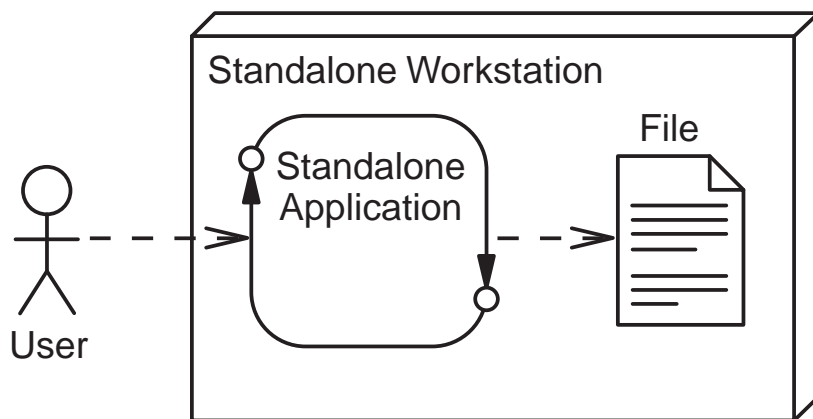 Standalone Workstation
File
Standalone
Application
User